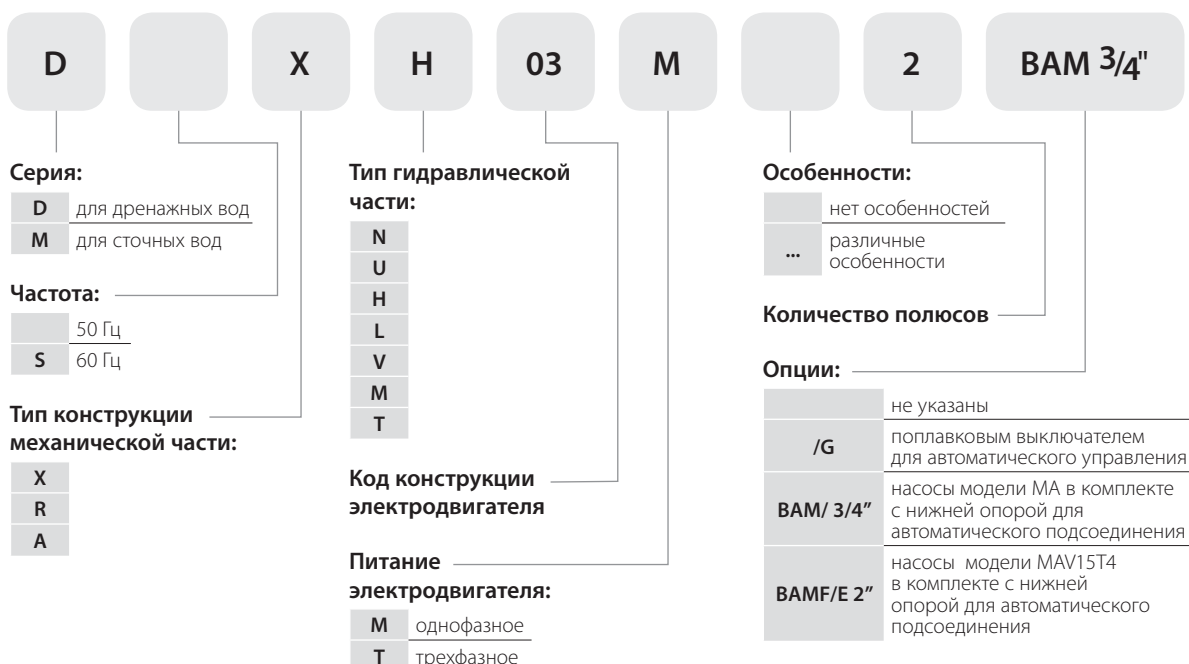 D X H 03 M 2 BAM 3/4"
Серия:
D для дренажных вод
M для сточных вод
Частота:
50 Гц
S 60 Гц
Тип конструкции
механической части:
X
R
A
Тип гидравлической
части:
N
U
H
L
V
M
T
Код конструкции
электродвигателя
Питание
электродвигателя:
M однофазное
T трехфазное
Особенности:
нет особенностей
... различные
особенности
Количество полюсов
Опции:
не указаны
/G поплавковым выключателем
для автоматического управления
BAM/ 3/4” насосы модели MA в комплекте
с нижней опорой для
автоматического подсоединения
BAMF/E 2” насосы модели MAV15T4
в комплекте с нижней
опорой для автоматического
подсоединения